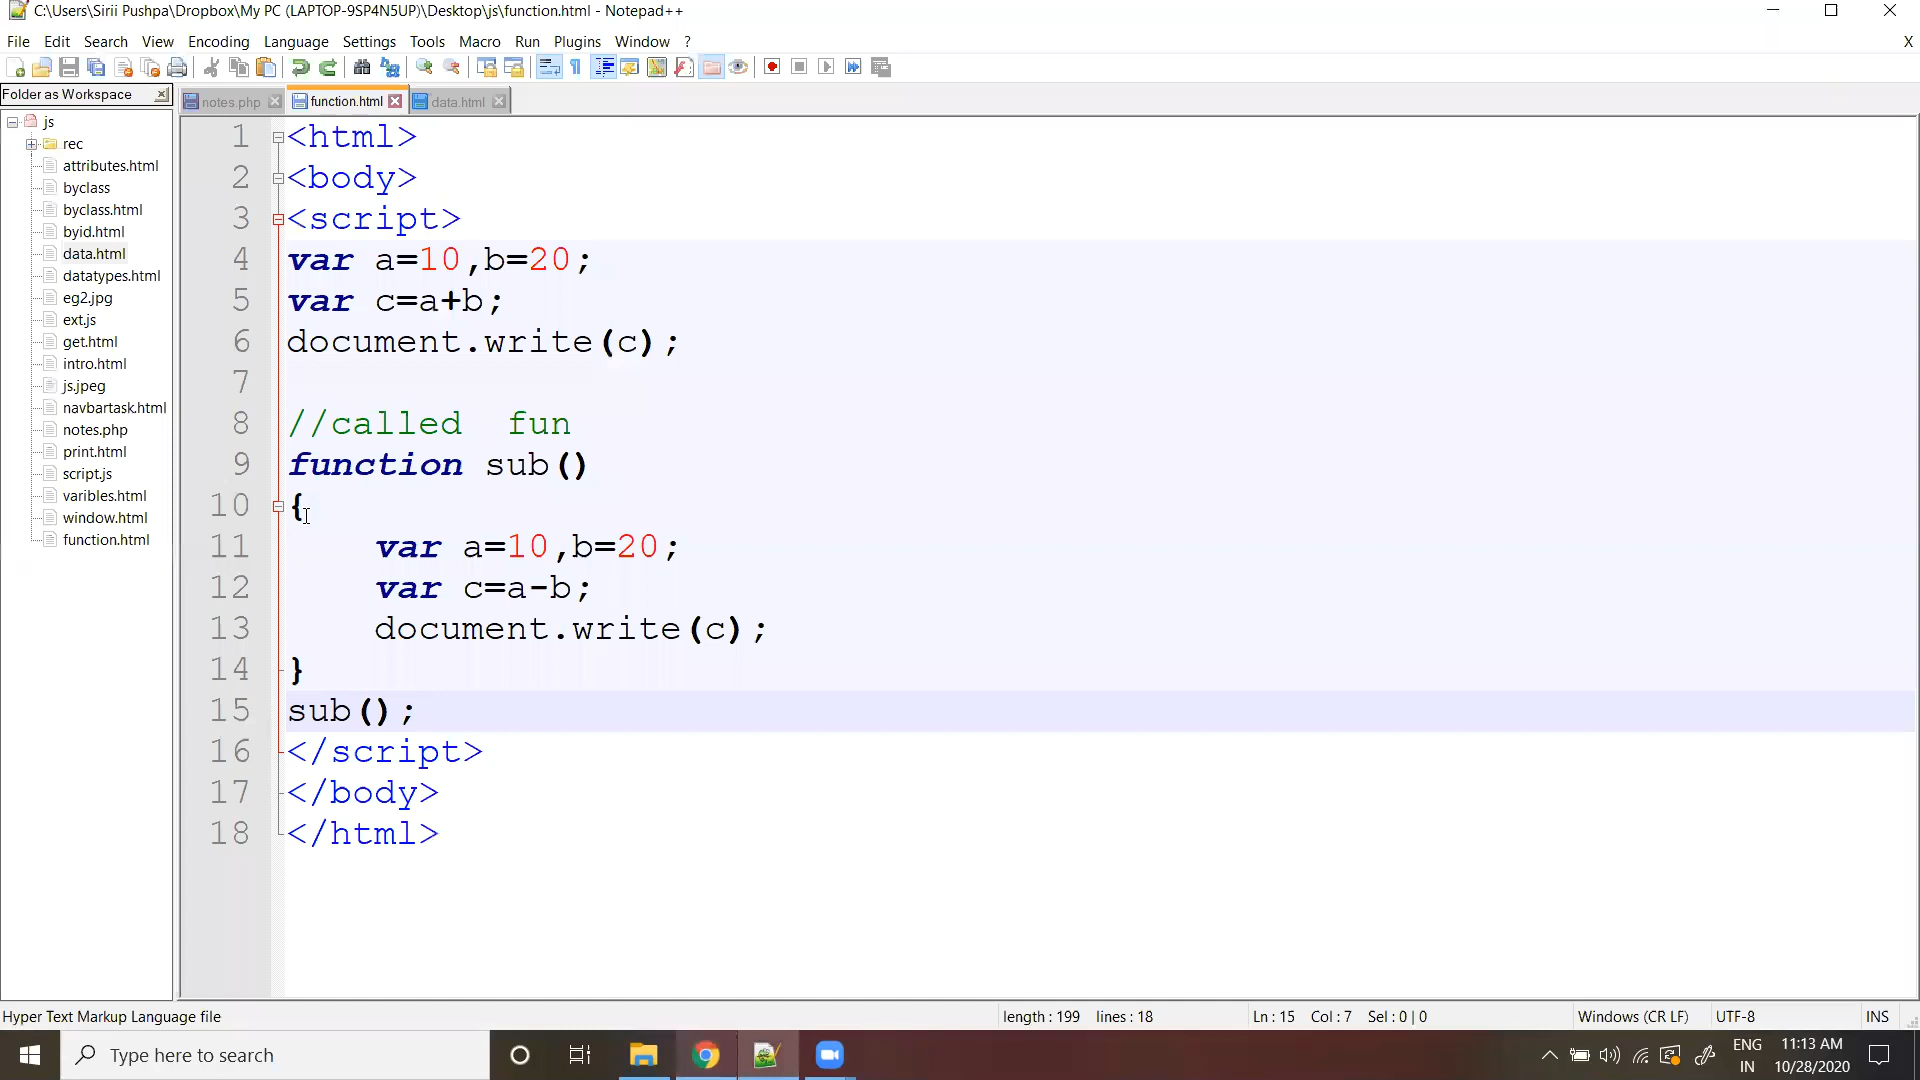 C:\Users\Sirii Pushpa\Dropbox\My PC (LAPTOP-9SP4N5UP)\Desktop\js\function.html - Notepad++
File Edit Search View Encoding Language Settings Tools Macro Run Plugins Window ? X
Folder as Workspace
notes.php function.html data.html
js
rec
attributes.html
byclass
byclass.html
byid.html
data.html
datatypes.html
eg2.jpg
ext.js
get.html
intro.html
js.jpeg
navbartask.html
notes.php
print.html
script.js
varibles.html
window.html
function.html
1 <html>
2 <body>
3 <script>
4 var a=10,b=20;
5 var c=a+b;
6 document.write(c);
7
8 //called  fun
9 function sub()
10 {
11     var a=10,b=20;
12     var c=a-b;
13     document.write(c);
14 }
15 sub();
16 </script>
17 </body>
18 </html>
Hyper Text Markup Language file length : 199 lines : 18 Ln : 15 Col : 7 Sel : 0 | 0 Windows (CR LF) UTF-8 INS
Type here to search
ENG
IN
11:13 AM
10/28/2020